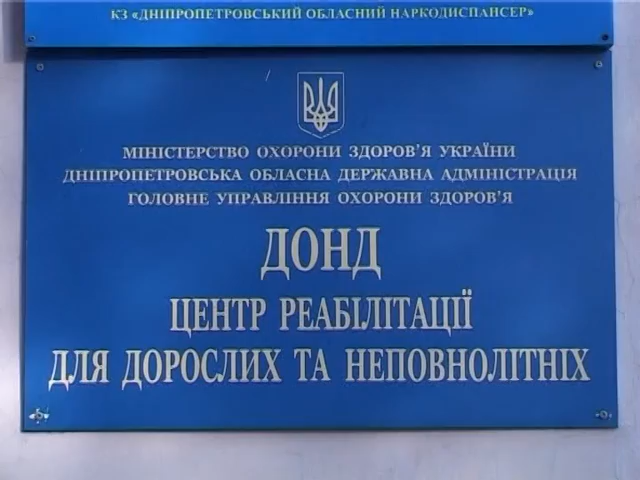 КЗ «ДНІПРОПЕТРОВСЬКИЙ ОБЛАСНИЙ НАРКОДИСПАНСЕР»
МІНІСТЕРСТВО ОХОРОНИ ЗДОРОВ'Я УКРАЇНИ
ДНІПРОПЕТРОВСЬКА ОБЛАСНА ДЕРЖАВНА АДМІНІСТРАЦІЯ
ГОЛОВНЕ УПРАВЛІННЯ ОХОРОНИ ЗДОРОВ'Я
ДОНД
ЦЕНТР РЕАБІЛІТАЦІЇ
ДЛЯ ДОРОСЛИХ ТА НЕПОВНОЛІТНІХ